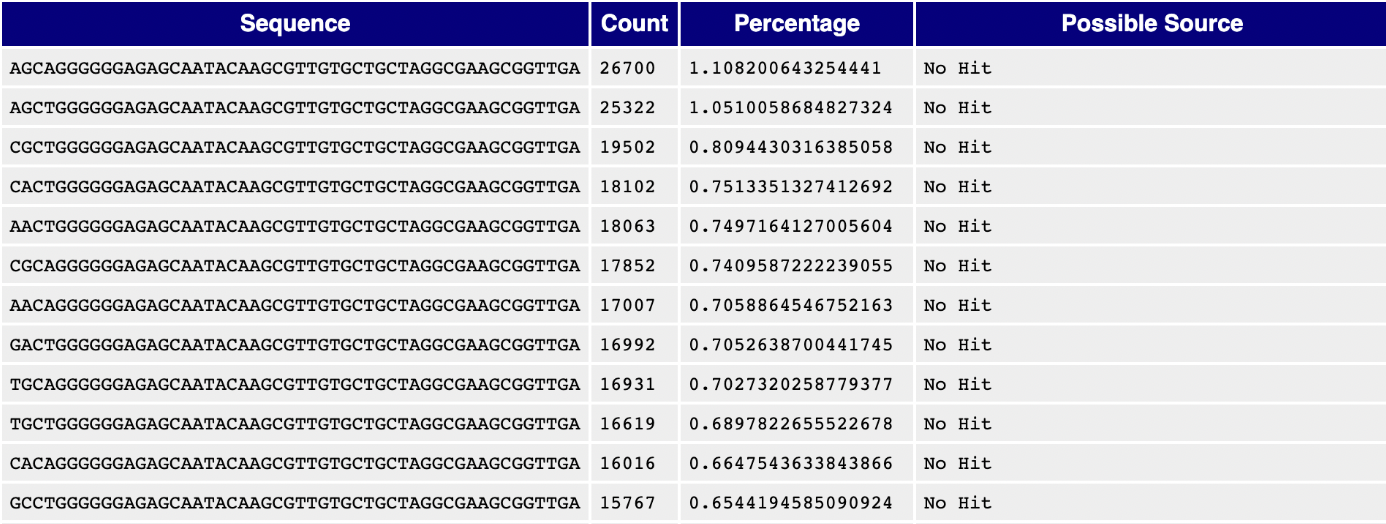 Sequence Count Percentage Possible Source
AGCAGGGGGGAGAGCAATACAAGCGTTGTGCTGCTAGGCGAAGCGGTTGA 26700 1.108200643254441 No Hit
AGCTGGGGGGAGAGCAATACAAGCGTTGTGCTGCTAGGCGAAGCGGTTGA 25322 1.0510058684827324 No Hit
CGCTGGGGGGAGAGCAATACAAGCGTTGTGCTGCTAGGCGAAGCGGTTGA 19502 0.8094430316385058 No Hit
CACTGGGGGGAGAGCAATACAAGCGTTGTGCTGCTAGGCGAAGCGGTTGA 18102 0.7513351327412692 No Hit
AACTGGGGGGAGAGCAATACAAGCGTTGTGCTGCTAGGCGAAGCGGTTGA 18063 0.7497164127005604 No Hit
CGCAGGGGGGAGAGCAATACAAGCGTTGTGCTGCTAGGCGAAGCGGTTGA 17852 0.7409587222239055 No Hit
AACAGGGGGGAGAGCAATACAAGCGTTGTGCTGCTAGGCGAAGCGGTTGA 17007 0.7058864546752163 No Hit
GACTGGGGGGAGAGCAATACAAGCGTTGTGCTGCTAGGCGAAGCGGTTGA 16992 0.7052638700441745 No Hit
TGCAGGGGGGAGAGCAATACAAGCGTTGTGCTGCTAGGCGAAGCGGTTGA 16931 0.7027320258779377 No Hit
TGCTGGGGGGAGAGCAATACAAGCGTTGTGCTGCTAGGCGAAGCGGTTGA 16619 0.6897822655522678 No Hit
CACAGGGGGGAGAGCAATACAAGCGTTGTGCTGCTAGGCGAAGCGGTTGA 16016 0.6647543633843866 No Hit
GCCTGGGGGGAGAGCAATACAAGCGTTGTGCTGCTAGGCGAAGCGGTTGA 15767 0.6544194585090924 No Hit